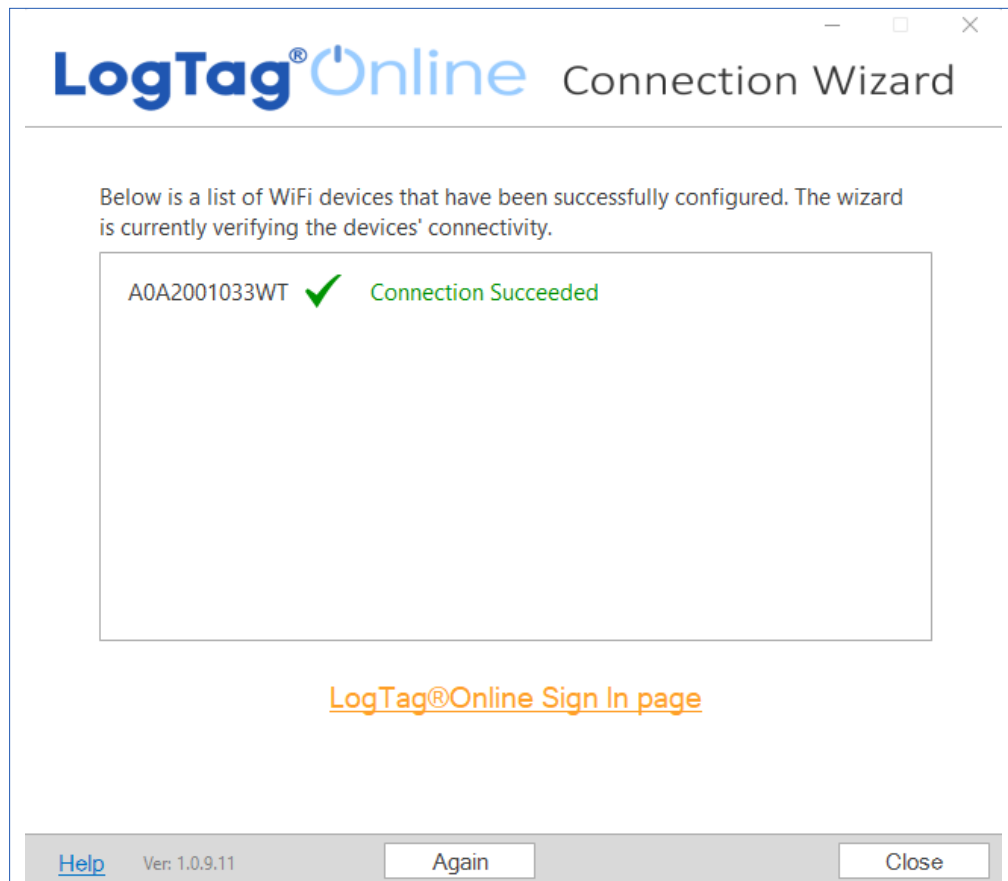 LogTag®Online Connection Wizard
Below is a list of WiFi devices that have been successfully configured. The wizard
is currently verifying the devices' connectivity.
A0A2001033WT Connection Succeeded
LogTag®Online Sign In page
Help Ver: 1.0.9.11 Again Close